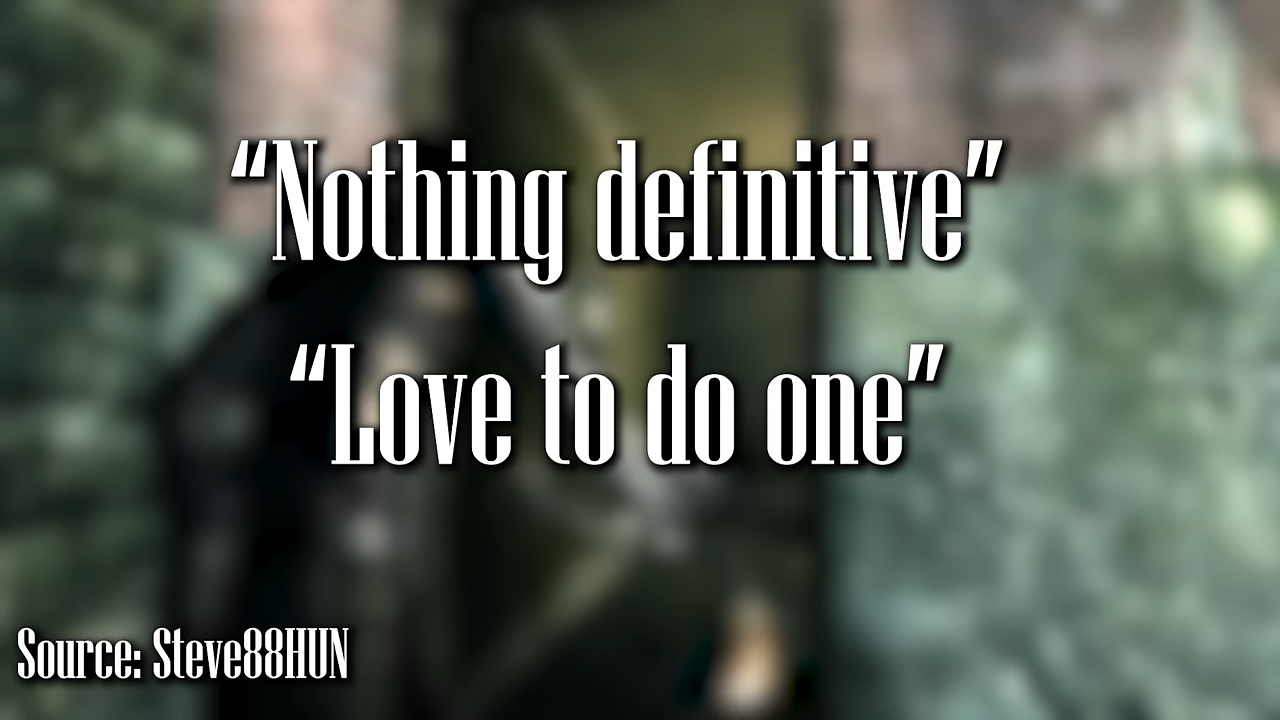 “Nothing definitive”
“Love to do one”
Source: Steve88HUN